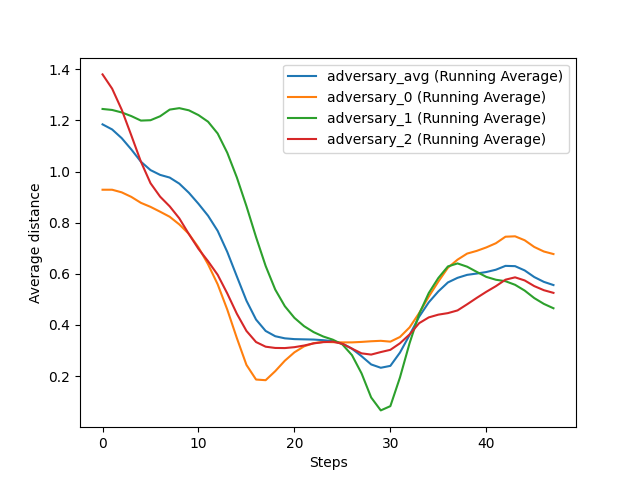 1.4
1.2
1.0
0.8
0.6
0.4
0.2
Average distance
adversary_avg (Running Average)
adversary_0 (Running Average)
adversary_1 (Running Average)
adversary_2 (Running Average)
0 10 20 30 40
Steps